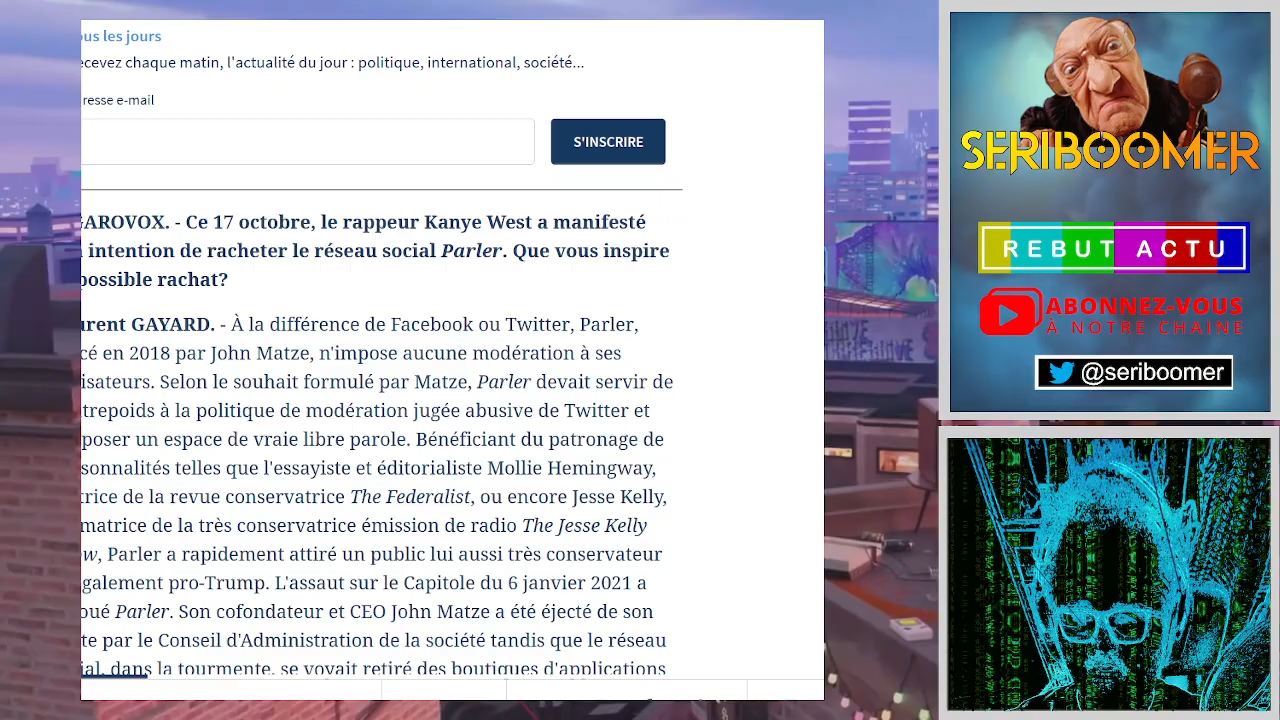 ous les jours
ecevez chaque matin, l'actualité du jour : politique, international, société...
resse e-mail
S'INSCRIRE
GAROVOX. - Ce 17 octobre, le rappeur Kanye West a manifesté
intention de racheter le réseau social Parler. Que vous inspire
possible rachat?
urent GAYARD. - À la différence de Facebook ou Twitter, Parler,
cé en 2018 par John Matze, n'impose aucune modération à ses
isateurs. Selon le souhait formulé par Matze, Parler devait servir de
trepoids à la politique de modération jugée abusive de Twitter et
poser un espace de vraie libre parole. Bénéficiant du patronage de
sonnalités telles que l'essayiste et éditorialiste Mollie Hemingway,
trice de la revue conservatrice The Federalist, ou encore Jesse Kelly,
matrice de la très conservatrice émission de radio The Jesse Kelly
w, Parler a rapidement attiré un public lui aussi très conservateur
galement pro-Trump. L'assaut sur le Capitole du 6 janvier 2021 a
oué Parler. Son cofondateur et CEO John Matze a été éjecté de son
te par le Conseil d'Administration de la société tandis que le réseau
ial, dans la tourmente, se voyait retiré des boutiques d'applications
SERIBOOMER
REBUT ACTU
ABONNEZ-VOUS
À NOTRE CHAINE
@seriboomer